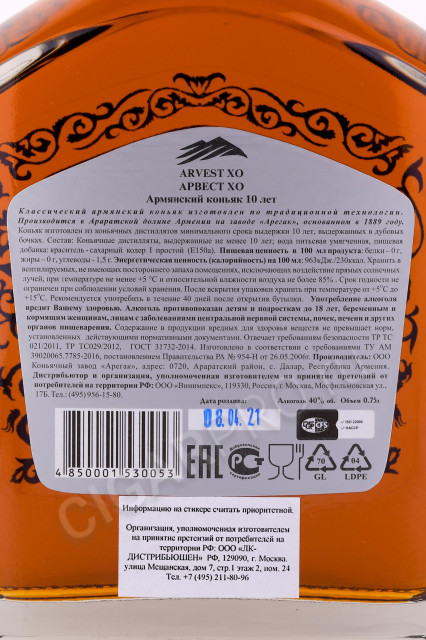 ARVEST XO
АРВЕСТ ХО
Армянский коньяк 10 лет
Классический армянский коньяк изготовлен по традиционной технологии.
Произведится в Араратской долине Армении на заводе «Арегак», основанном в 1889 году.
Коньяк изготовлен из коньячных дистиллятов минимального срока выдержки 10 лет, выдержанных в дубовых
бочках. Состав: Коньячные дистилляты, выдержанные не менее 10 лет; вода питьевая умягченная, пищевая
добавка: краситель - сахарный колер 1 простой (Е150а). Пищевая ценность в 100 мл продукта: белки - 0 г,
жиры - 0 г, углеводы - 1,5 г. Энергетическая ценность (калорийность) на 100 мл: 963кДж./230ккал. Хранить в
вентилируемых, не имеющих постороннего запаха помещениях, исключающих воздействие прямых солнечных
лучей, при температуре не менее +5 °С и относительной влажности воздуха не более 85% . Срок годности не
ограничен при соблюдении условий хранения. После вскрытия упаковки хранить при температуре от +5°С до
+15°С. Рекомендуется употребить в течение 40 дней после открытия бутылки. Употребление алкоголя
вредит Вашему здоровью. Алкоголь противопоказан детям и подросткам до 18 лет, беременным и
кормящим женщинам, лицам с заболеваниями центральной нервной системы, почек, печени и других
органов пищеварения. Содержание в продукции вредных для здоровья веществ не превышает норм,
установленных действующими нормативными документами. Отвечает требованиям безопасности ТР ТС
021/2011, ТР ТС029/2012, ГОСТ 31732-2014. Изготовлено в соответствии с требованиями ТУ АМ
39020065.7785-2016, постановлением Правительства РА № 954-Н от 26.05.2006г. Производитель: ООО
Коньячный завод «Арегак», адрес: 0720, Араратский район, с. Далар, Республика Армения.
Дистрибьютор и организация, уполномоченная изготовителем на принятие претензий от
потребителей на территории РФ: ООО «Винимпекс», 119330, Россия, г. Москва, Мосфильмовская ул.,
17Б. Тел.:(495) 956-15-80.
Дата розлива:
08.04.21
Алкоголь 40% об. Объем 0.75л
CFS
ISO 22000
HACCP
4 850001 530053
ЕАС
РСТ
70
GL
04
LDPE
Информацию на стикере считать приоритетной.
Организация, уполномоченная изготовителем
на принятие претензий от потребителей на
территории РФ: ООО «ЛК-
ДИСТРИБЬЮШЕН» РФ, 129090, г. Москва.
улица Мещанская, дом 7, стр.1 этаж 2, пом. 24
Тел. +7 (495) 211-80-96